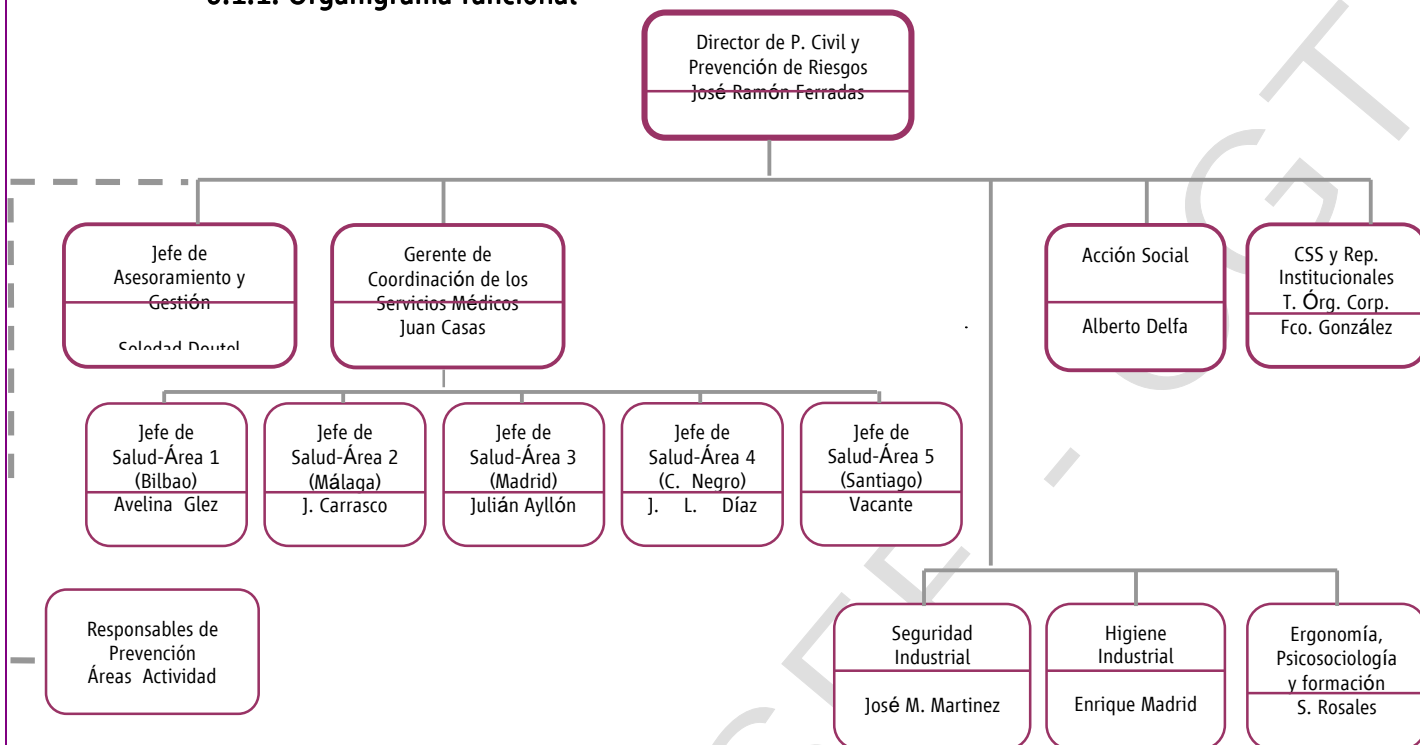 Organigrama funcional
Director de P. Civil y
Prevención de Riesgos
José Ramón Ferradas
Jefe de
Asesoramiento y
Gestión
Soledad Doutel
Gerente de
Coordinación de los
Servicios Médicos
Juan Casas
Acción Social
Alberto Delfa
CSS y Rep.
Institucionales
T. Órg. Corp.
Fco. González
Jefe de
Salud-Área 1
(Bilbao)
Avelina Glez
Jefe de
Salud-Área 2
(Málaga)
J. Carrasco
Jefe de
Salud-Área 3
(Madrid)
Julián Ayllón
Jefe de
Salud-Área 4
(C. Negro)
J. L. Díaz
Jefe de
Salud-Área 5
(Santiago)
Vacante
Responsables de
Prevención
Áreas Actividad
Seguridad
Industrial
José M. Martinez
Higiene
Industrial
Enrique Madrid
Ergonomía,
Psicosociología
y formación
S. Rosales